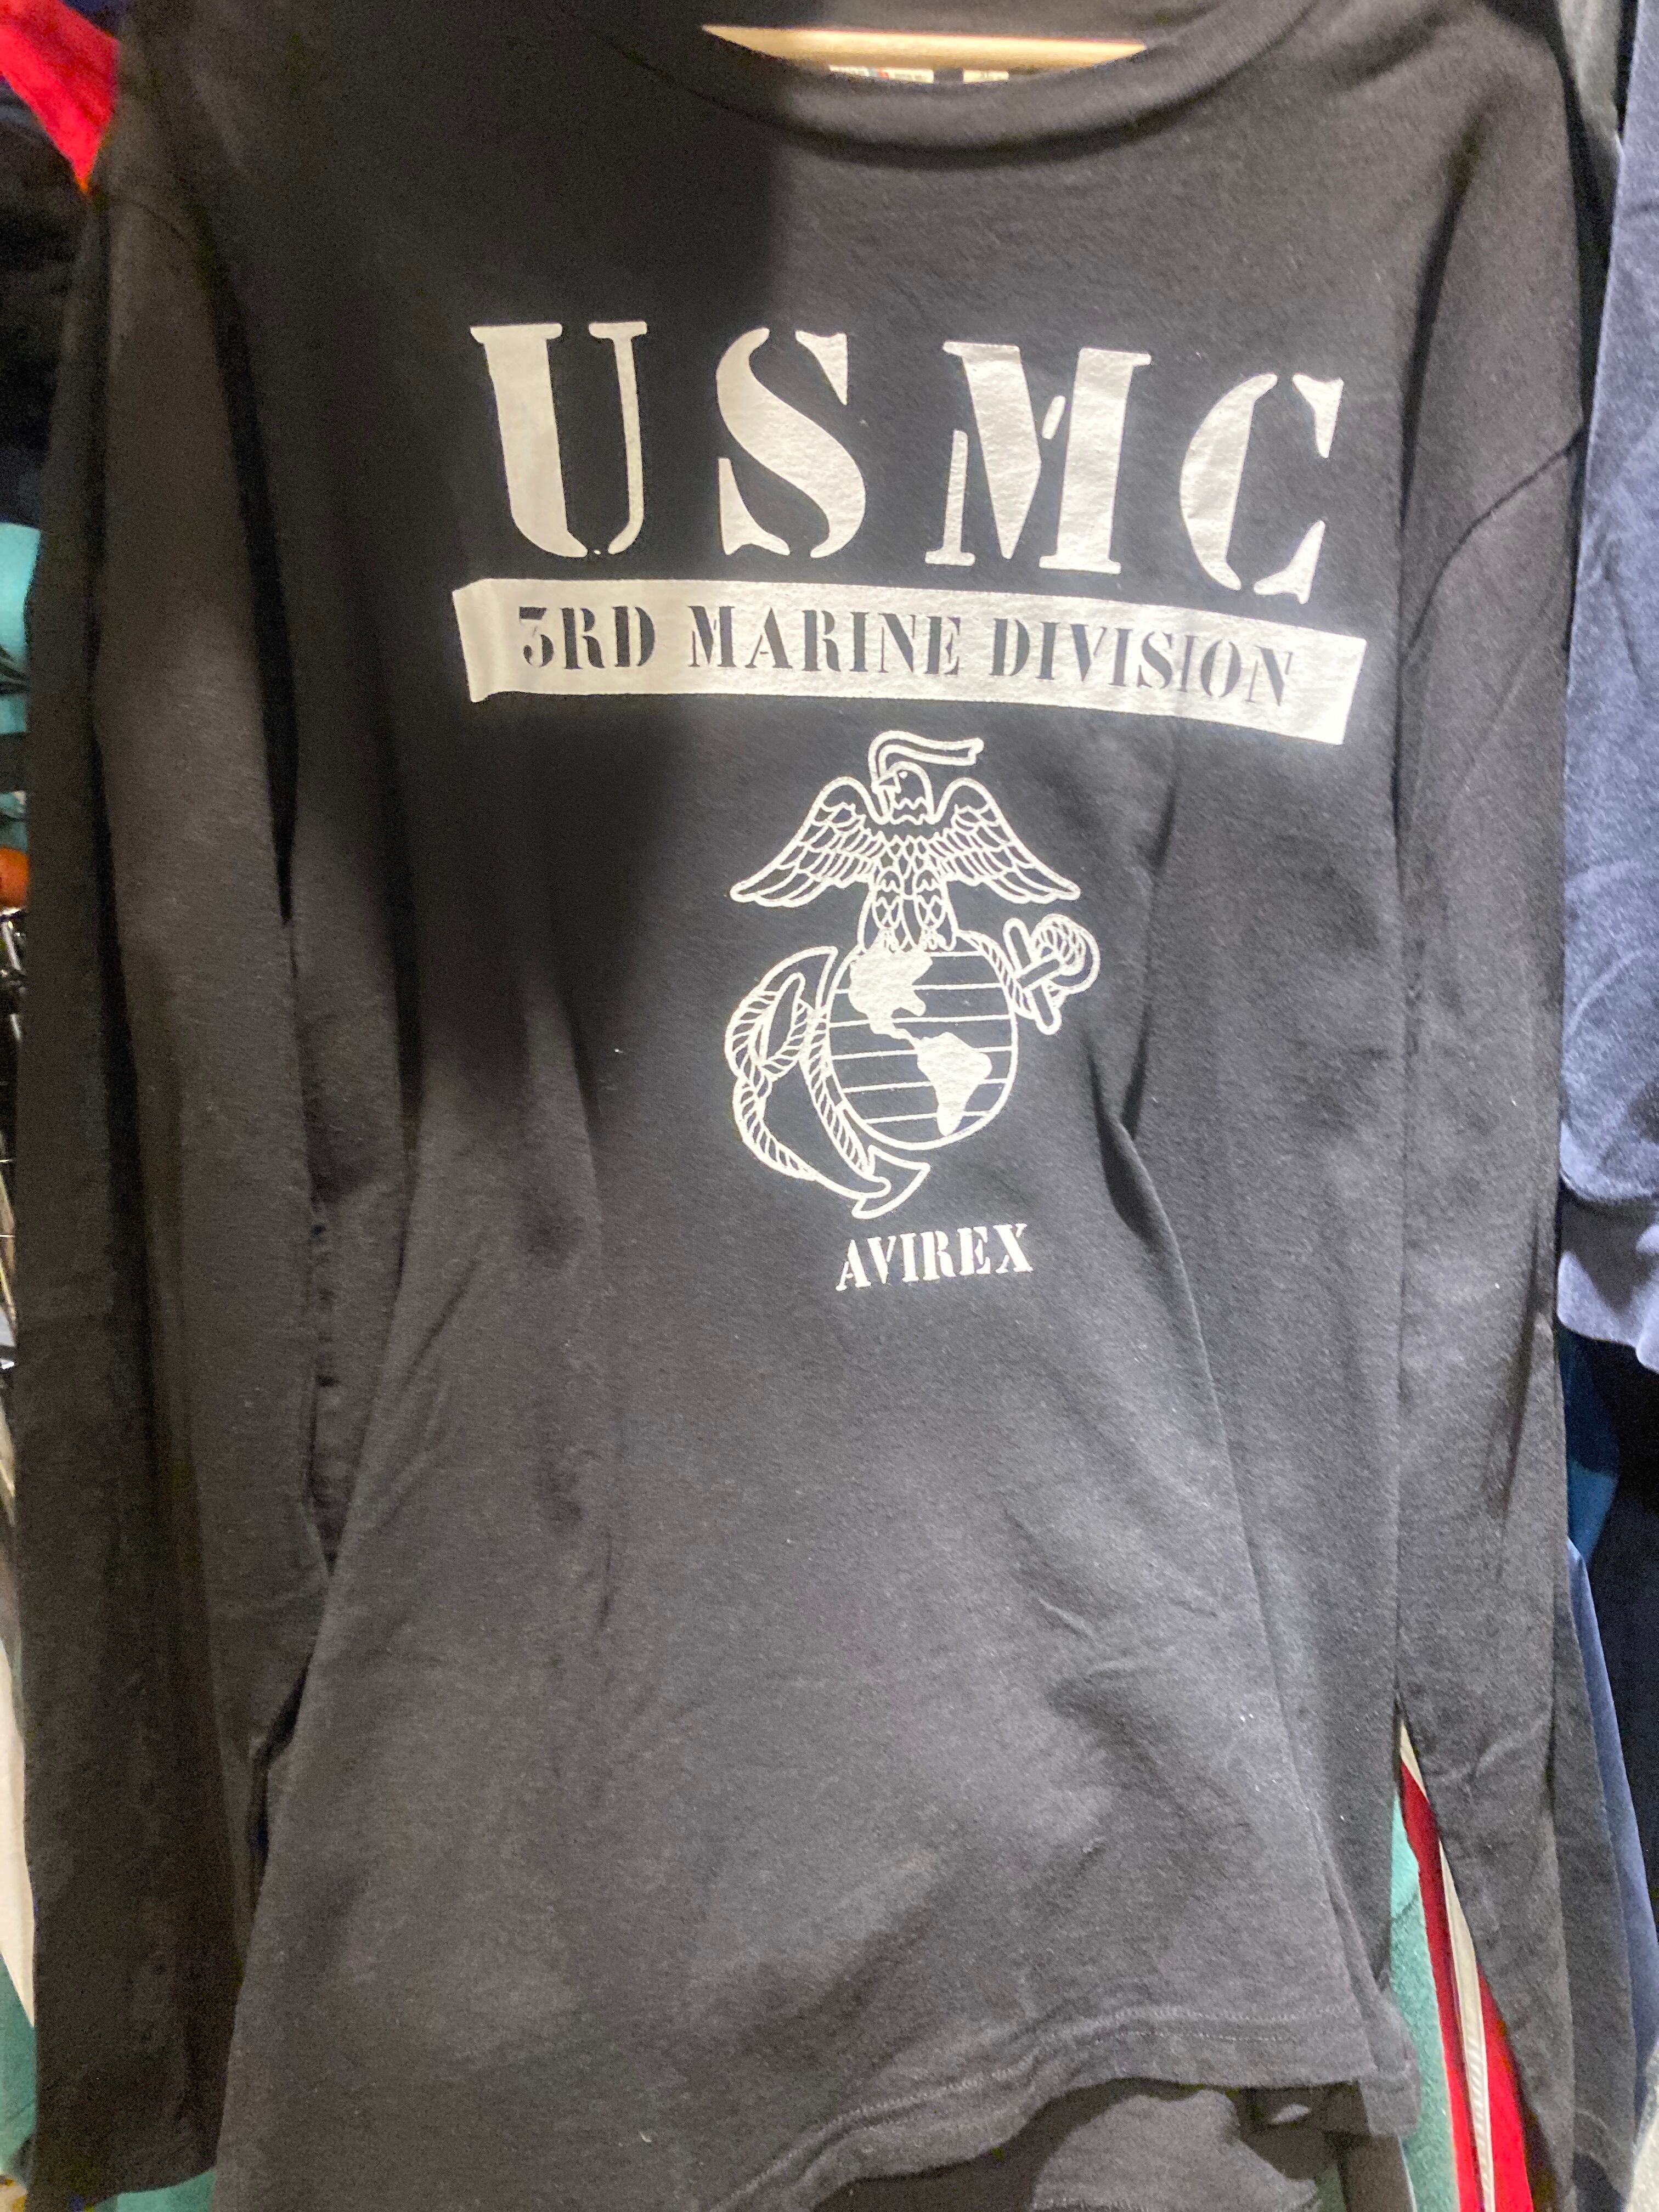 USMC
3RD MARINE DIVISION
AVIREX